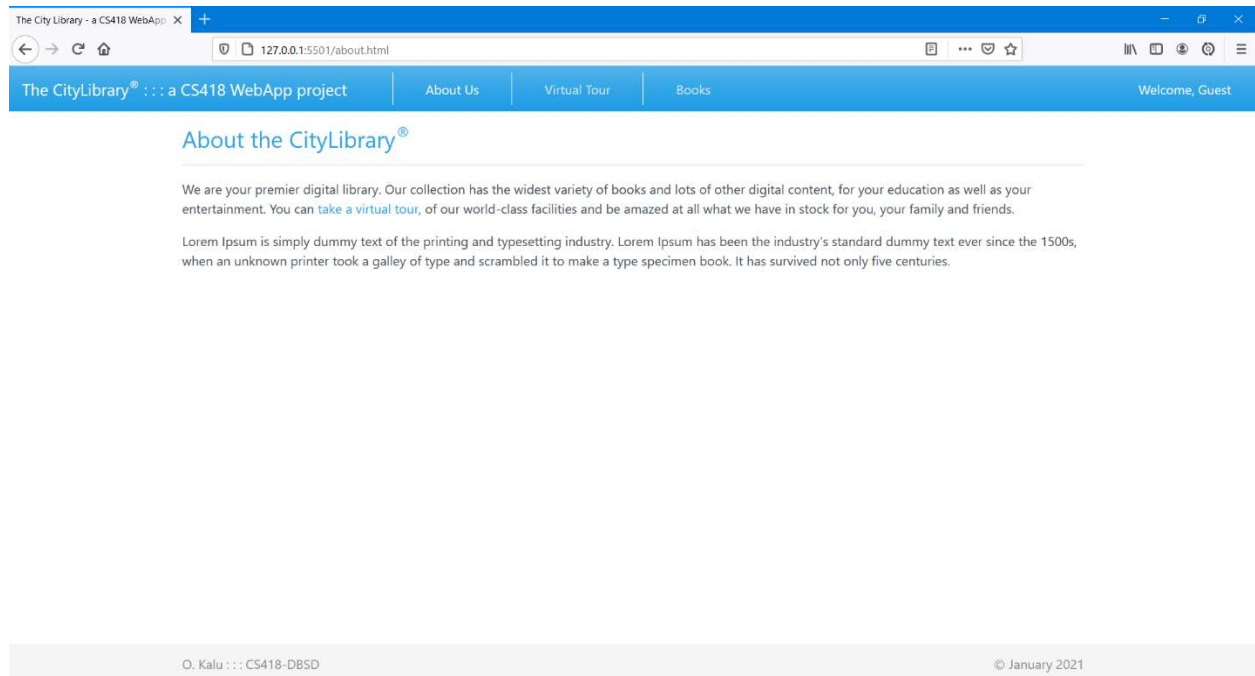 The City Library - a CS418 WebApp
127.0.0.1:5501/about.html
The CityLibrary® : : : a CS418 WebApp project
About Us
Virtual Tour
Books
Welcome, Guest
About the CityLibrary®
We are your premier digital library. Our collection has the widest variety of books and lots of other digital content, for your education as well as your
entertainment. You can take a virtual tour, of our world-class facilities and be amazed at all what we have in stock for you, your family and friends.
Lorem Ipsum is simply dummy text of the printing and typesetting industry. Lorem Ipsum has been the industry's standard dummy text ever since the 1500s,
when an unknown printer took a galley of type and scrambled it to make a type specimen book. It has survived not only five centuries.
O. Kalu : : : CS418-DBSD
© January 2021